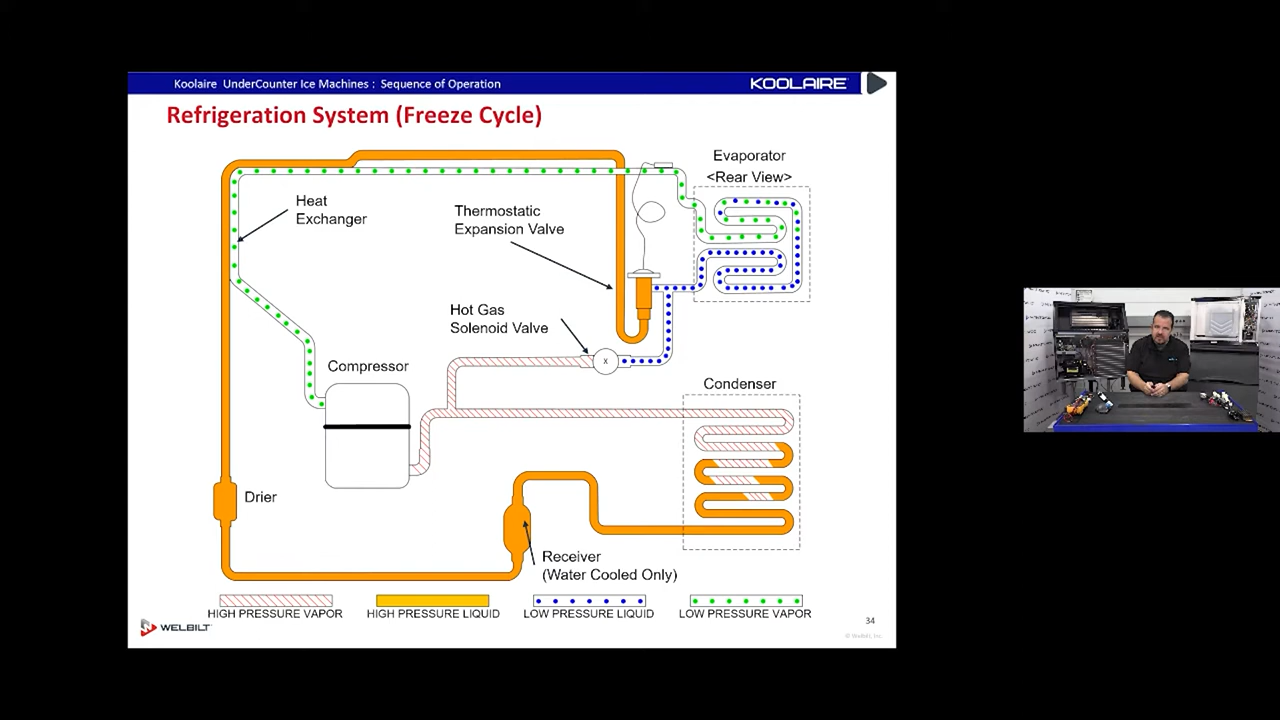 Koolaire UnderCounter Ice Machines : Sequence of Operation
KOOLAIRE
Refrigeration System (Freeze Cycle)
Evaporator
<Rear View>
Heat
Exchanger
Thermostatic
Expansion Valve
Hot Gas
Solenoid Valve
X
Compressor
Condenser
Drier
Receiver
(Water Cooled Only)
HIGH PRESSURE VAPOR
HIGH PRESSURE LIQUID
LOW PRESSURE LIQUID
LOW PRESSURE VAPOR
WELBILT
34
© Welbilt, Inc.